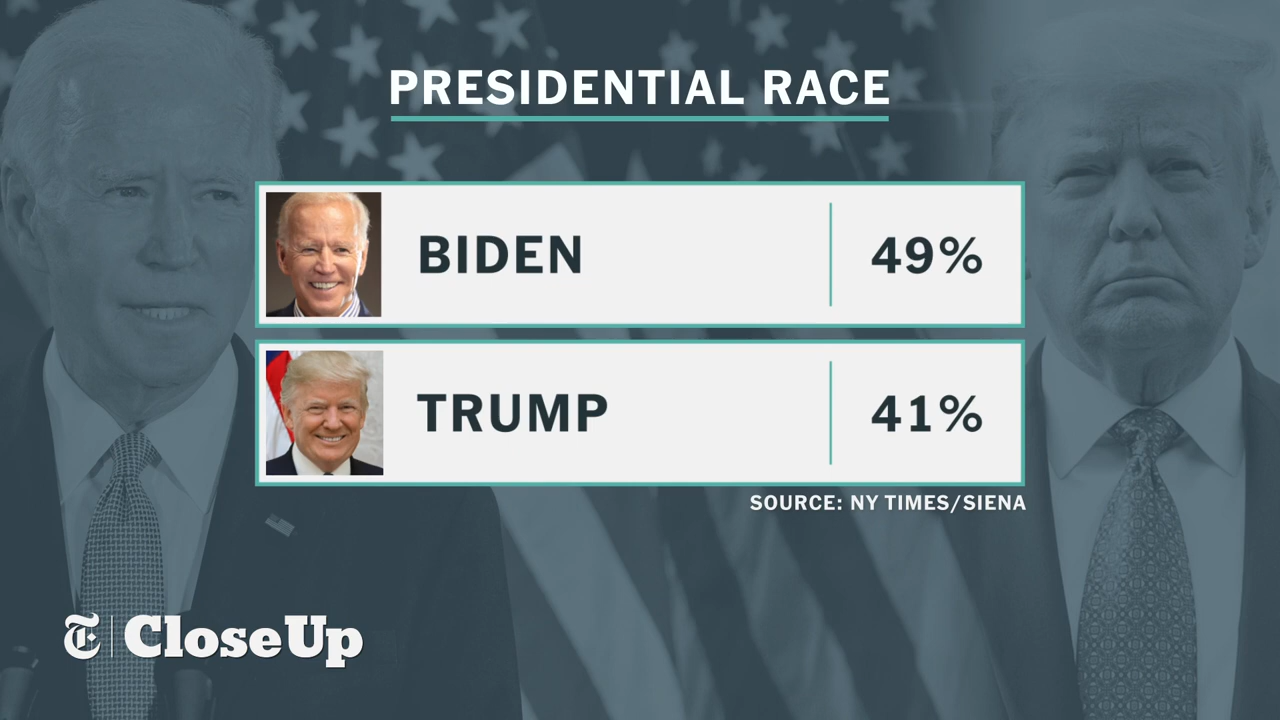 PRESIDENTIAL RACE
BIDEN 49%
TRUMP 41%
SOURCE: NY TIMES/SIENA
T CloseUp